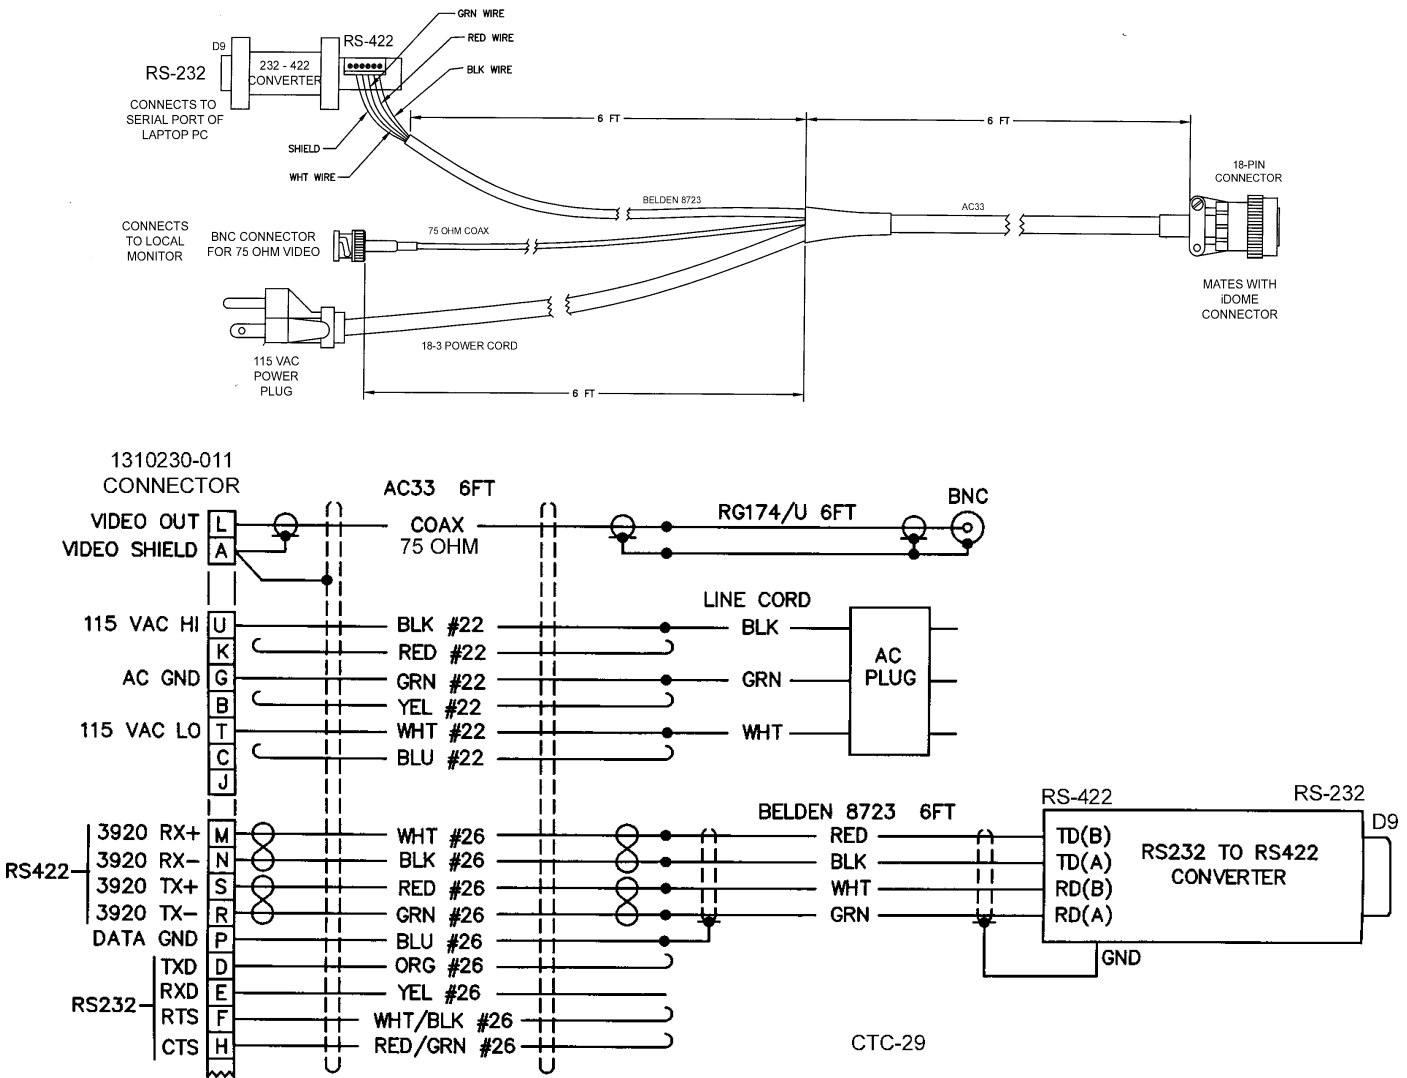 GRN WIRE
RED WIRE
BLK WIRE
D9
RS-422
RS-232
232 - 422
CONVERTER
CONNECTS TO
SERIAL PORT OF
LAPTOP PC
SHIELD
WHT WIRE
6 FT
6 FT
18-PIN
CONNECTOR
BELDEN 8723
AC33
CONNECTS
TO LOCAL
MONITOR
BNC CONNECTOR
FOR 75 OHM VIDEO
75 OHM COAX
MATES WITH
iDOME
CONNECTOR
18-3 POWER CORD
115 VAC
POWER
PLUG
6 FT
1310230-011
CONNECTOR
AC33 6FT
BNC
VIDEO OUT L COAX RG174/U 6FT
VIDEO SHIELD A 75 OHM
LINE CORD
115 VAC HI U BLK #22 BLK
K RED #22
AC GND G GRN #22 GRN
B YEL #22
115 VAC LO T WHT #22 WHT
C BLU #22
J
AC
PLUG
BELDEN 8723 6FT
RS-422
RS-232
D9
RS422
3920 RX+ M WHT #26 RED TD(B)
3920 RX- N BLK #26 BLK TD(A)
3920 TX+ S RED #26 WHT RD(B)
3920 TX- R GRN #26 GRN RD(A)
RS232 TO RS422
CONVERTER
DATA GND P BLU #26
GND
RS232
TXD D ORG #26
RXD E YEL #26
RTS F WHT/BLK #26
CTS H RED/GRN #26
CTC-29